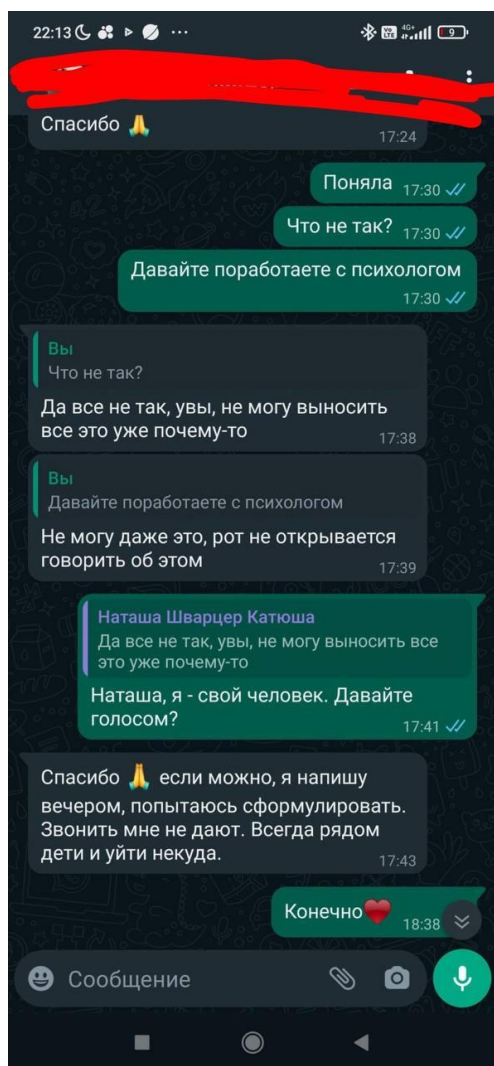 22:13
4G+
Vo
LTE
9
Спасибо 🙏
17:24
Поняла 17:30
Что не так? 17:30
Давайте поработаете с психологом
17:30
Вы
Что не так?
Да все не так, увы, не могу выносить
все это уже почему-то
17:38
Вы
Давайте поработаете с психологом
Не могу даже это, рот не открывается
говорить об этом
17:39
Наташа Шварцер Катюша
Да все не так, увы, не могу выносить все
это уже почему-то
Наташа, я - свой человек. Давайте
голосом?
17:41
Спасибо 🙏 если можно, я напишу
вечером, попытаюсь сформулировать.
Звонить мне не дают. Всегда рядом
дети и уйти некуда.
17:43
Конечно♥️ 18:38
Сообщение